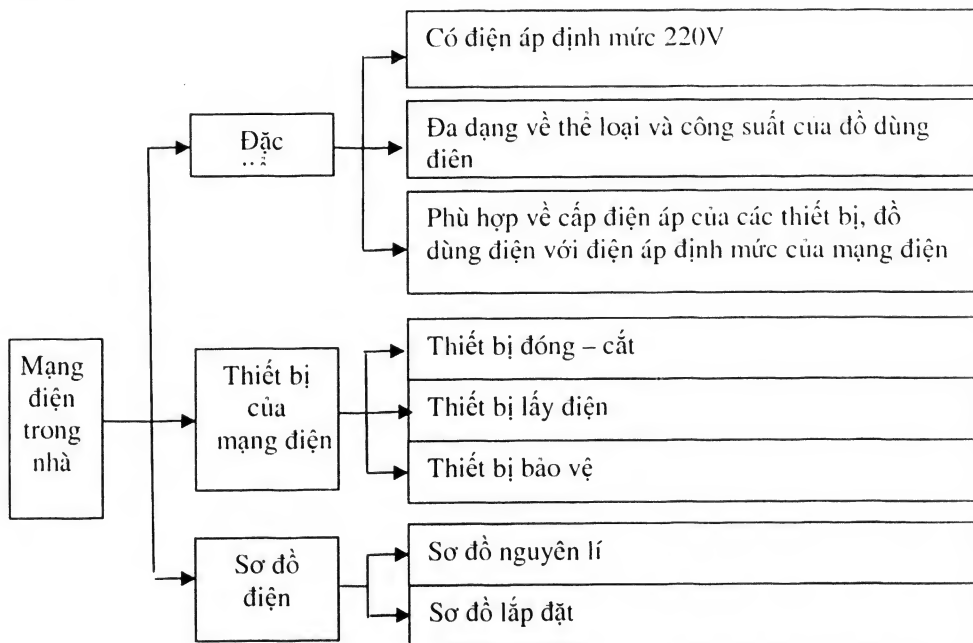 Mạng
điện
trong
nhà
Đặc
Có điện áp định mức 220V
Đa dạng về thể loại và công suất của đồ dùng
điên
Phù hợp về cấp điện áp của các thiết bị, đồ
dùng điện với điện áp định mức của mạng điện
Thiết bị
của
mạng điện
Thiết bị đóng – cắt
Thiết bị lấy điện
Thiết bị bảo vệ
Sơ đồ
điện
Sơ đồ nguyên lí
Sơ đồ lắp đặt